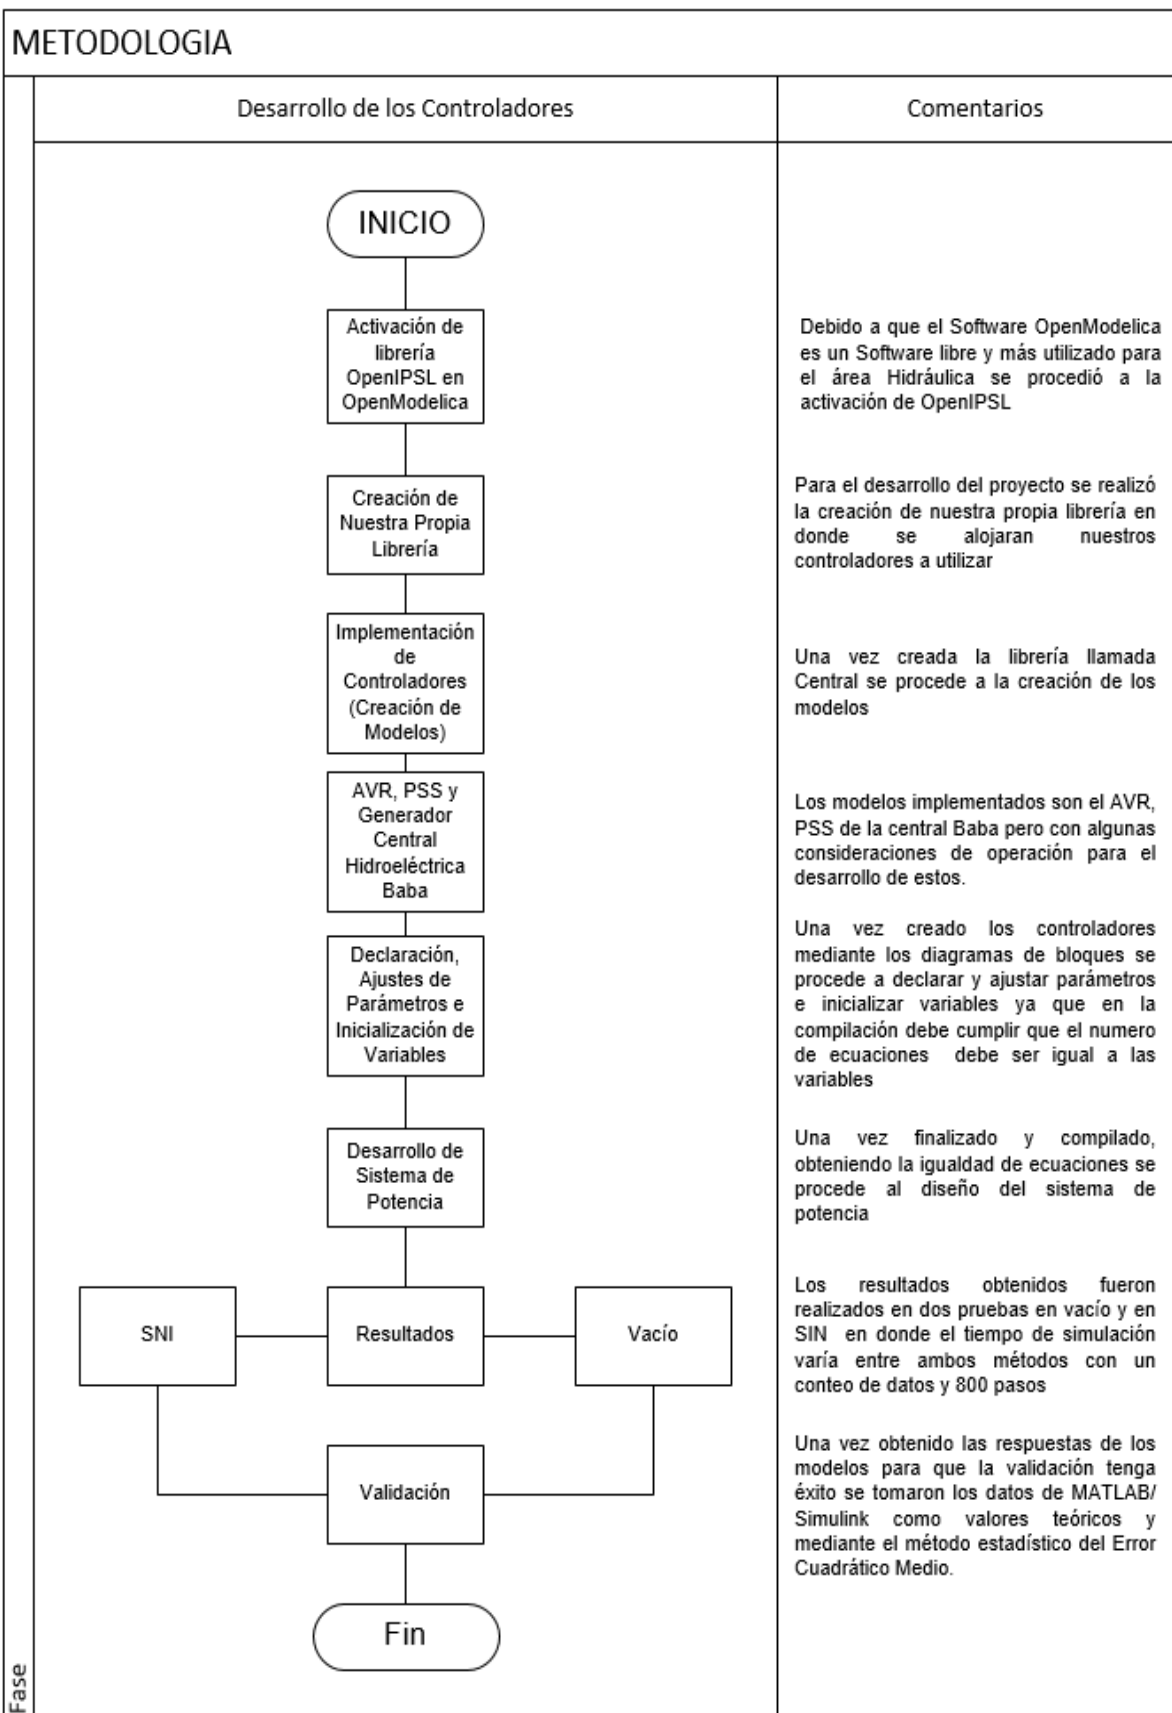 METODOLOGIA
Desarrollo de los Controladores
Comentarios
INICIO
Activación de
librería
OpenIPSL en
OpenModelica
Debido a que el Software OpenModelica
es un Software libre y más utilizado para
el área Hidráulica se procedió a la
activación de OpenIPSL
Creación de
Nuestra Propia
Librería
Para el desarrollo del proyecto se realizó
la creación de nuestra propia librería en
donde se alojaran nuestros
controladores a utilizar
Implementación
de
Controladores
(Creación de
Modelos)
Una vez creada la librería llamada
Central se procede a la creación de los
modelos
AVR, PSS y
Generador
Central
Hidroeléctrica
Baba
Los modelos implementados son el AVR,
PSS de la central Baba pero con algunas
consideraciones de operación para el
desarrollo de estos.
Declaración,
Ajustes de
Parámetros e
Inicialización de
Variables
Una vez creado los controladores
mediante los diagramas de bloques se
procede a declarar y ajustar parámetros
e inicializar variables ya que en la
compilación debe cumplir que el numero
de ecuaciones debe ser igual a las
variables
Desarrollo de
Sistema de
Potencia
Una vez finalizado y compilado,
obteniendo la igualdad de ecuaciones se
procede al diseño del sistema de
potencia
SNI
Resultados
Vacío
Los resultados obtenidos fueron
realizados en dos pruebas en vacío y en
SIN en donde el tiempo de simulación
varía entre ambos métodos con un
conteo de datos y 800 pasos
Validación
Una vez obtenido las respuestas de los
modelos para que la validación tenga
éxito se tomaron los datos de MATLAB/
Simulink como valores teóricos y
mediante el método estadístico del Error
Cuadrático Medio.
Fin
Fase